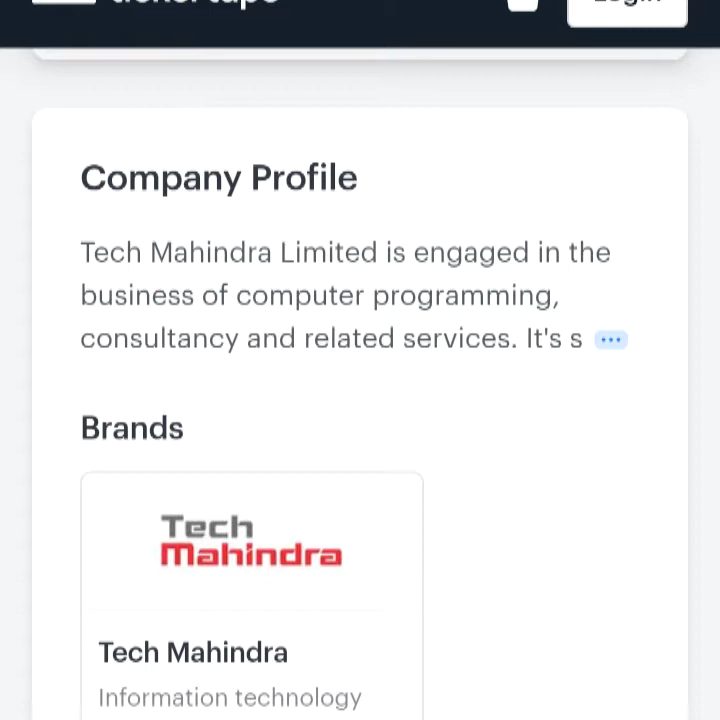 Company Profile
Tech Mahindra Limited is engaged in the
business of computer programming,
consultancy and related services. It's s ...
Brands
Tech
Mahindra
Tech Mahindra
Information technology